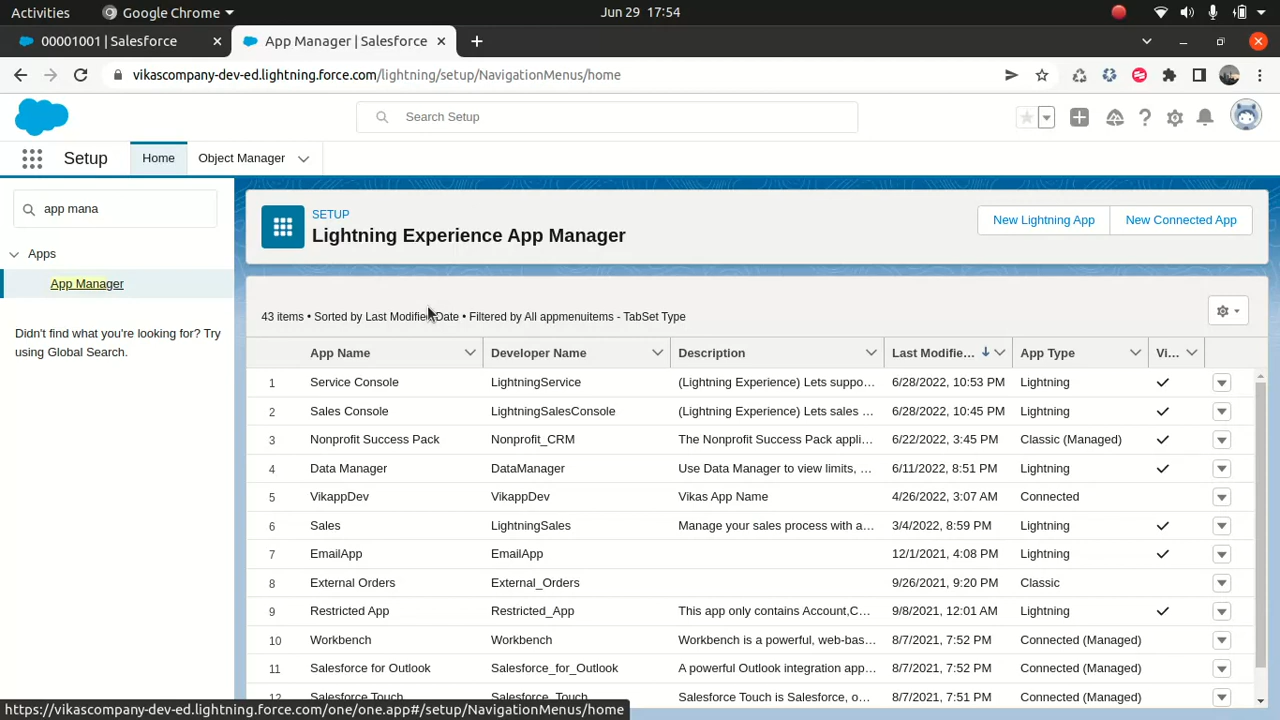 Activities Google Chrome Jun 29 17:54
00001001 | Salesforce App Manager | Salesforce
vikascompany-dev-ed.lightning.force.com/lightning/setup/NavigationMenus/home
Search Setup
Setup Home Object Manager
app mana
Apps
App Manager
Didn't find what you're looking for? Try
using Global Search.
SETUP
Lightning Experience App Manager
New Lightning App New Connected App
43 items • Sorted by Last Modified Date • Filtered by All appmenuitems - TabSet Type
App Name Developer Name Description Last Modifie... App Type Vi...
1 Service Console LightningService (Lightning Experience) Lets suppo... 6/28/2022, 10:53 PM Lightning
2 Sales Console LightningSalesConsole (Lightning Experience) Lets sales ... 6/28/2022, 10:45 PM Lightning
3 Nonprofit Success Pack Nonprofit_CRM The Nonprofit Success Pack appli... 6/22/2022, 3:45 PM Classic (Managed)
4 Data Manager DataManager Use Data Manager to view limits, ... 6/11/2022, 8:51 PM Lightning
5 VikappDev VikappDev Vikas App Name 4/26/2022, 3:07 AM Connected
6 Sales LightningSales Manage your sales process with a... 3/4/2022, 8:59 PM Lightning
7 EmailApp EmailApp 12/1/2021, 4:08 PM Lightning
8 External Orders External_Orders 9/26/2021, 9:20 PM Classic
9 Restricted App Restricted_App This app only contains Account,C... 9/8/2021, 12:01 AM Lightning
10 Workbench Workbench Workbench is a powerful, web-bas... 8/7/2021, 7:52 PM Connected (Managed)
11 Salesforce for Outlook Salesforce_for_Outlook A powerful Outlook integration app... 8/7/2021, 7:52 PM Connected (Managed)
12 Salesforce Touch Salesforce_Touch Salesforce Touch is Salesforce, o... 8/7/2021, 7:51 PM Connected (Managed)
https://vikascompany-dev-ed.lightning.force.com/one/one.app#/setup/NavigationMenus/home